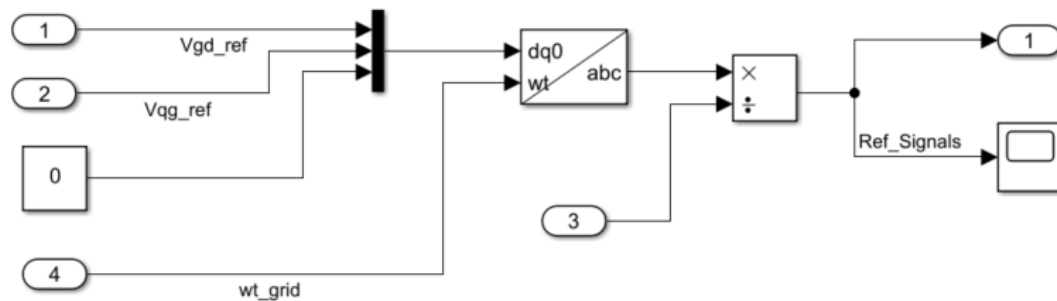 1
Vgd_ref
2
Vqg_ref
0
4
wt_grid
dq0
wt
abc
×
÷
3
1
Ref_Signals